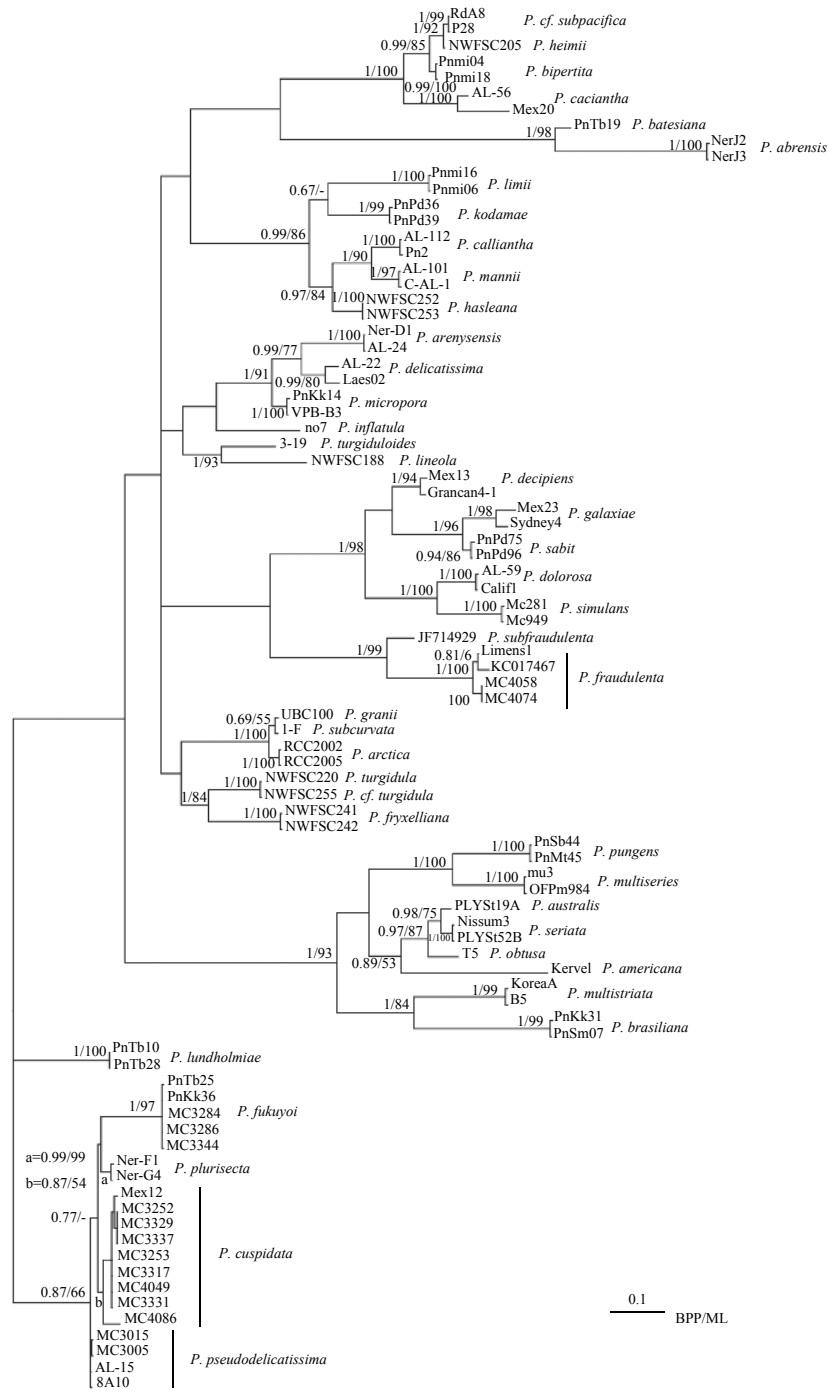 1/99 RdA8 P. cf. subpacifica
1/92 P28
0.99/85 NWFSC205 P. heimii
1/100 Pnmi04
Pnmi18 P. bipertita
0.99/100
1/100 AL-56 P. caciantha
Mex20
1/98 PnTb19 P. batesiana
1/100 NerJ2
NerJ3 P. abrensis
1/100 Pnmi16
Pnmi06 P. limii
0.67/-
1/99 PnPd36
PnPd39 P. kodamae
0.99/86
1/100 AL-112
Pn2 P. calliantha
1/90
1/97 AL-101
C-AL-1 P. mannii
0.97/84
1/100 NWFSC252
NWFSC253 P. hasleana
1/100 Ner-D1
AL-24 P. arenysensis
0.99/77
AL-22 P. delicatissima
1/91 0.99/80 Laes02
PnKk14 P. micropora
1/100 VPB-B3
no7 P. inflatula
3-19 P. turgiduloides
1/93 NWFSC188 P. lineola
1/94 Mex13 P. decipiens
Grancan4-1
1/98 Mex23 P. galaxiae
1/96 Sydney4
PnPd75 P. sabit
0.94/86 PnPd96
1/98
1/100 AL-59 P. dolorosa
Calif1
1/100
1/100 Mc281 P. simulans
Mc949
JF714929 P. subfraudulenta
1/99
0.81/6 Limens1
1/100 KC017467 P. fraudulenta
MC4058
100 MC4074
0.69/55 UBC100 P. granii
1/100 1-F P. subcurvata
RCC2002 P. arctica
1/100 RCC2005
1/100 NWFSC220 P. turgidula
1/84 NWFSC255 P. cf. turgidula
1/100 NWFSC241 P. fryxelliana
NWFSC242
1/100 PnSb44 P. pungens
PnMt45
1/100
1/100 mu3 P. multiseries
OFPm984
0.98/75 PLYSt19A P. australis
0.97/87 Nissum3 P. seriata
1/100 PLYSt52B
T5 P. obtusa
1/93 0.89/53
Kervel P. americana
1/99 KoreaA P. multistriata
B5
1/84
1/99 PnKk31 P. brasiliana
PnSm07
1/100 PnTb10 P. lundholmiae
PnTb28
PnTb25
PnKk36
1/97 MC3284 P. fukuyoi
MC3286
MC3344
a=0.99/99 Ner-F1 P. plurisecta
a Ner-G4
b=0.87/54
Mex12
MC3252
0.77/- MC3329
MC3337
MC3253 P. cuspidata
MC3317
0.87/66 MC4049
b MC3331
MC4086
0.1
BPP/ML
MC3015
MC3005
AL-15 P. pseudodelicatissima
8A10